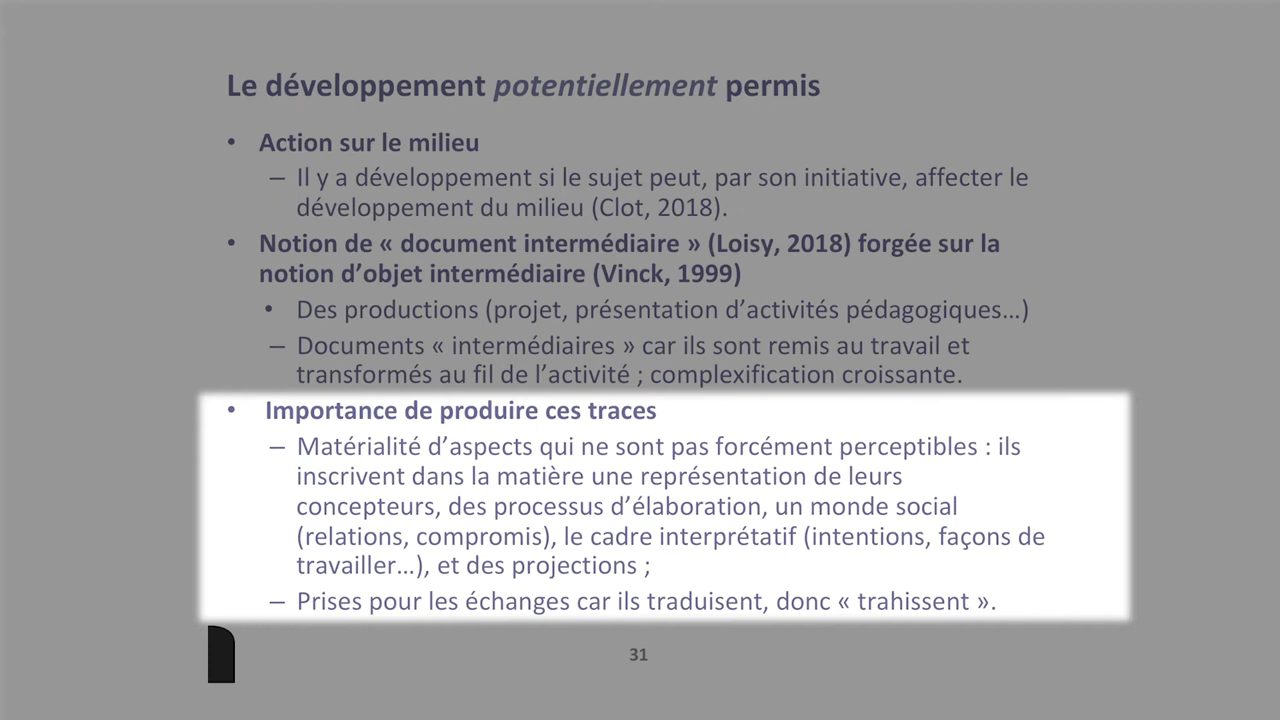 Le développement potentiellement permis
• Action sur le milieu
– Il y a développement si le sujet peut, par son initiative, affecter le
développement du milieu (Clot, 2018).
• Notion de « document intermédiaire » (Loisy, 2018) forgée sur la
notion d’objet intermédiaire (Vinck, 1999)
• Des productions (projet, présentation d’activités pédagogiques…)
– Documents « intermédiaires » car ils sont remis au travail et
transformés au fil de l’activité ; complexification croissante.
• Importance de produire ces traces
– Matérialité d’aspects qui ne sont pas forcément perceptibles : ils
inscrivent dans la matière une représentation de leurs
concepteurs, des processus d’élaboration, un monde social
(relations, compromis), le cadre interprétatif (intentions, façons de
travailler…), et des projections ;
– Prises pour les échanges car ils traduisent, donc « trahissent ».
31